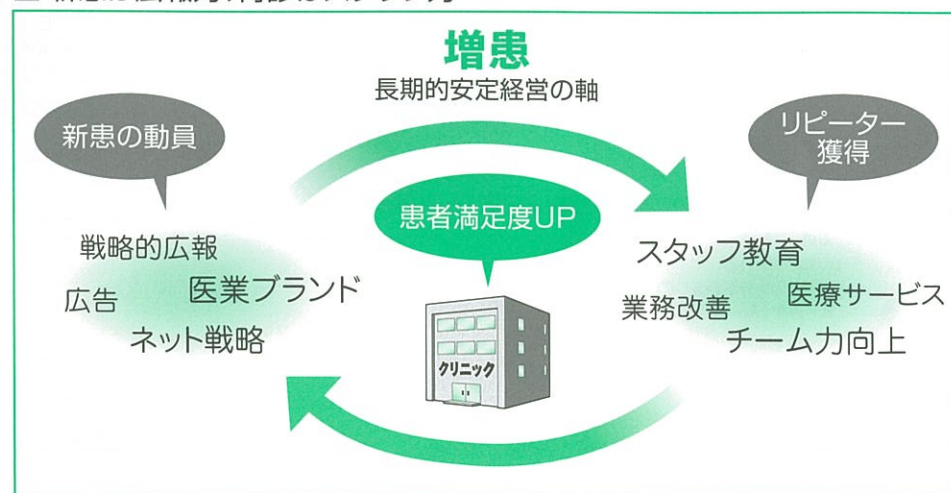 増患
長期的安定経営の軸
新患の動員
リピーター
獲得
患者満足度UP
戦略的広報
広告
医業ブランド
ネット戦略
スタッフ教育
業務改善
医療サービス
チーム力向上
クリニック